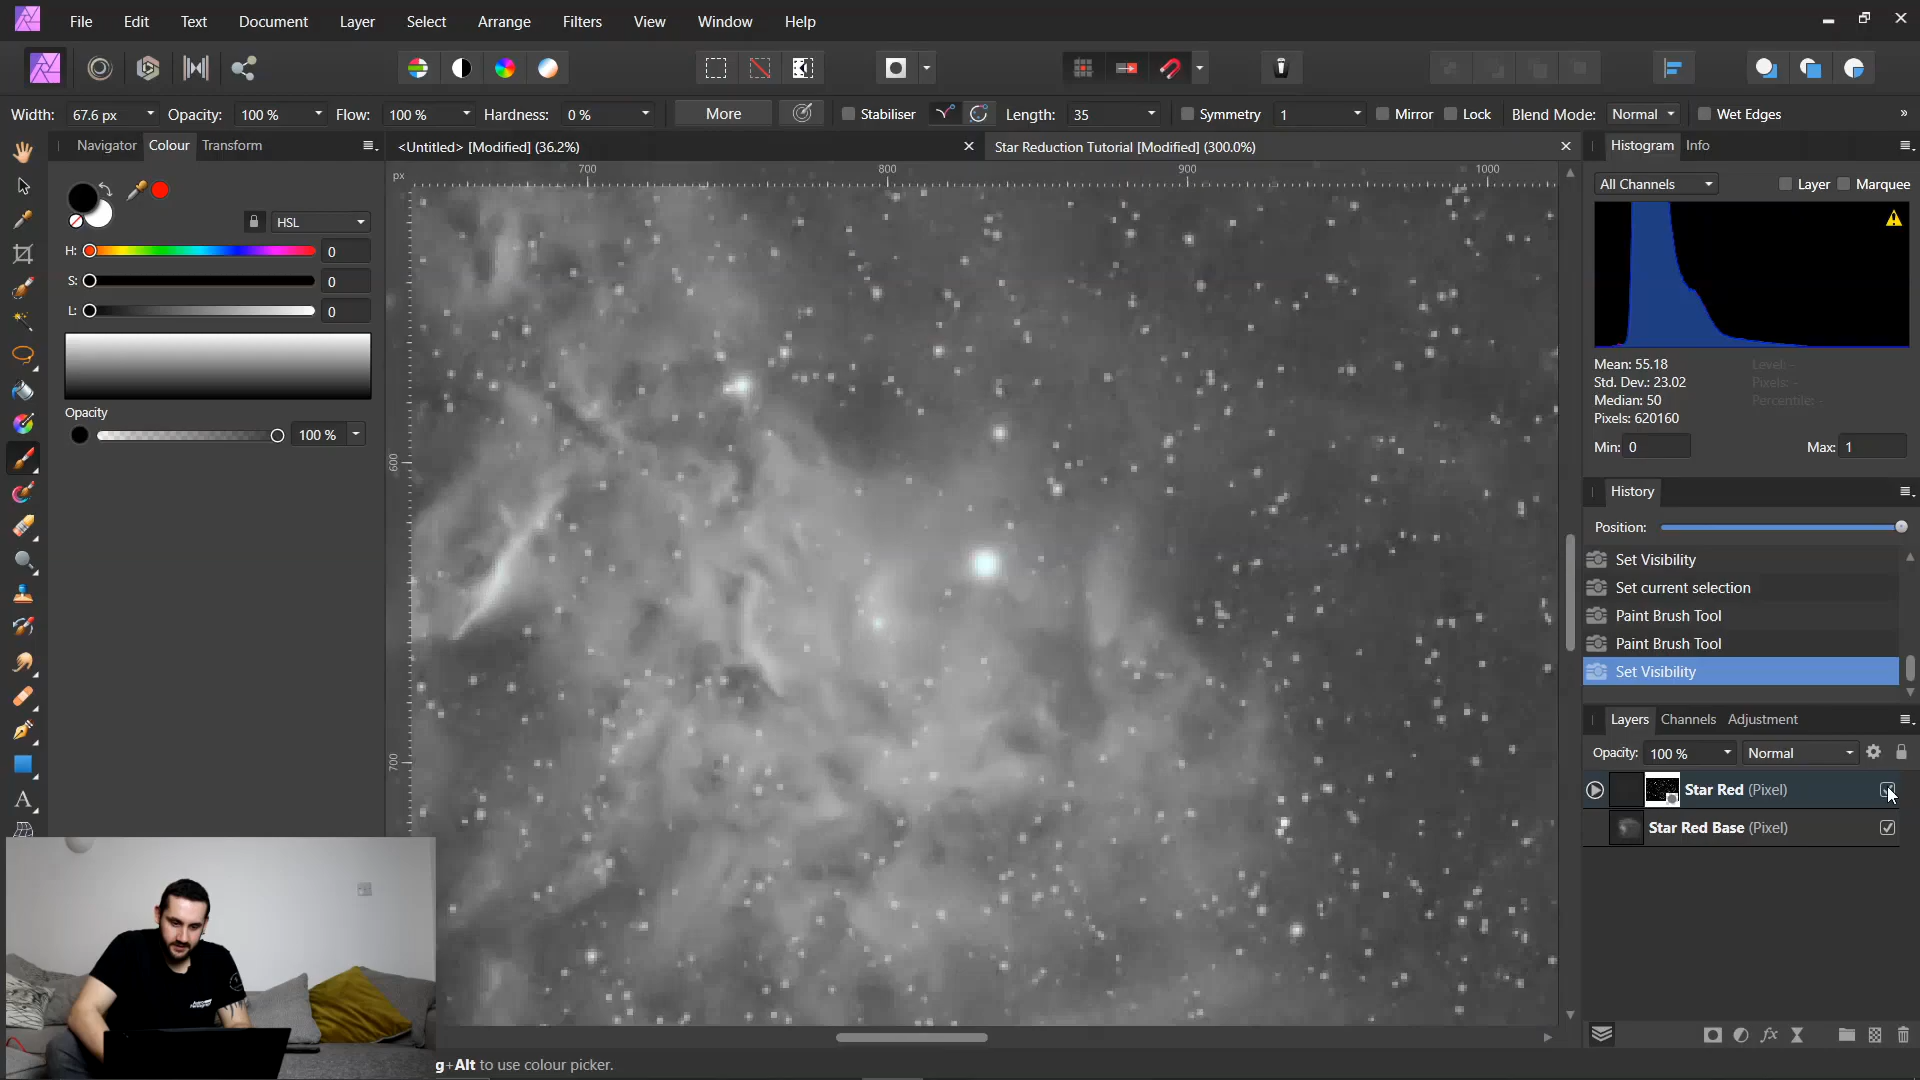 File Edit Text Document Layer Select Arrange Filters View Window Help
Width: 67.6 px Opacity: 100 % Flow: 100 % Hardness: 0 % More Stabiliser Length: 35 Symmetry 1 Mirror Lock Blend Mode: Normal Wet Edges »
Navigator Colour Transform
<Untitled> [Modified] (36.2%)
Star Reduction Tutorial [Modified] (300.0%)
Histogram Info
px 700 800 900 1000
All Channels Layer Marquee
HSL
H: 0
S: 0
L: 0
Opacity
100 %
Mean: 55.18 Level: -
Std. Dev.: 23.02 Pixels: -
Median: 50 Percentile: -
Pixels: 620160
Min: 0 Max: 1
600
History
Position:
Set Visibility
Set current selection
Paint Brush Tool
Paint Brush Tool
Set Visibility
Layers Channels Adjustment
Opacity: 100 % Normal
700
Star Red (Pixel)
Star Red Base (Pixel)
A
fx
g+Alt to use colour picker.